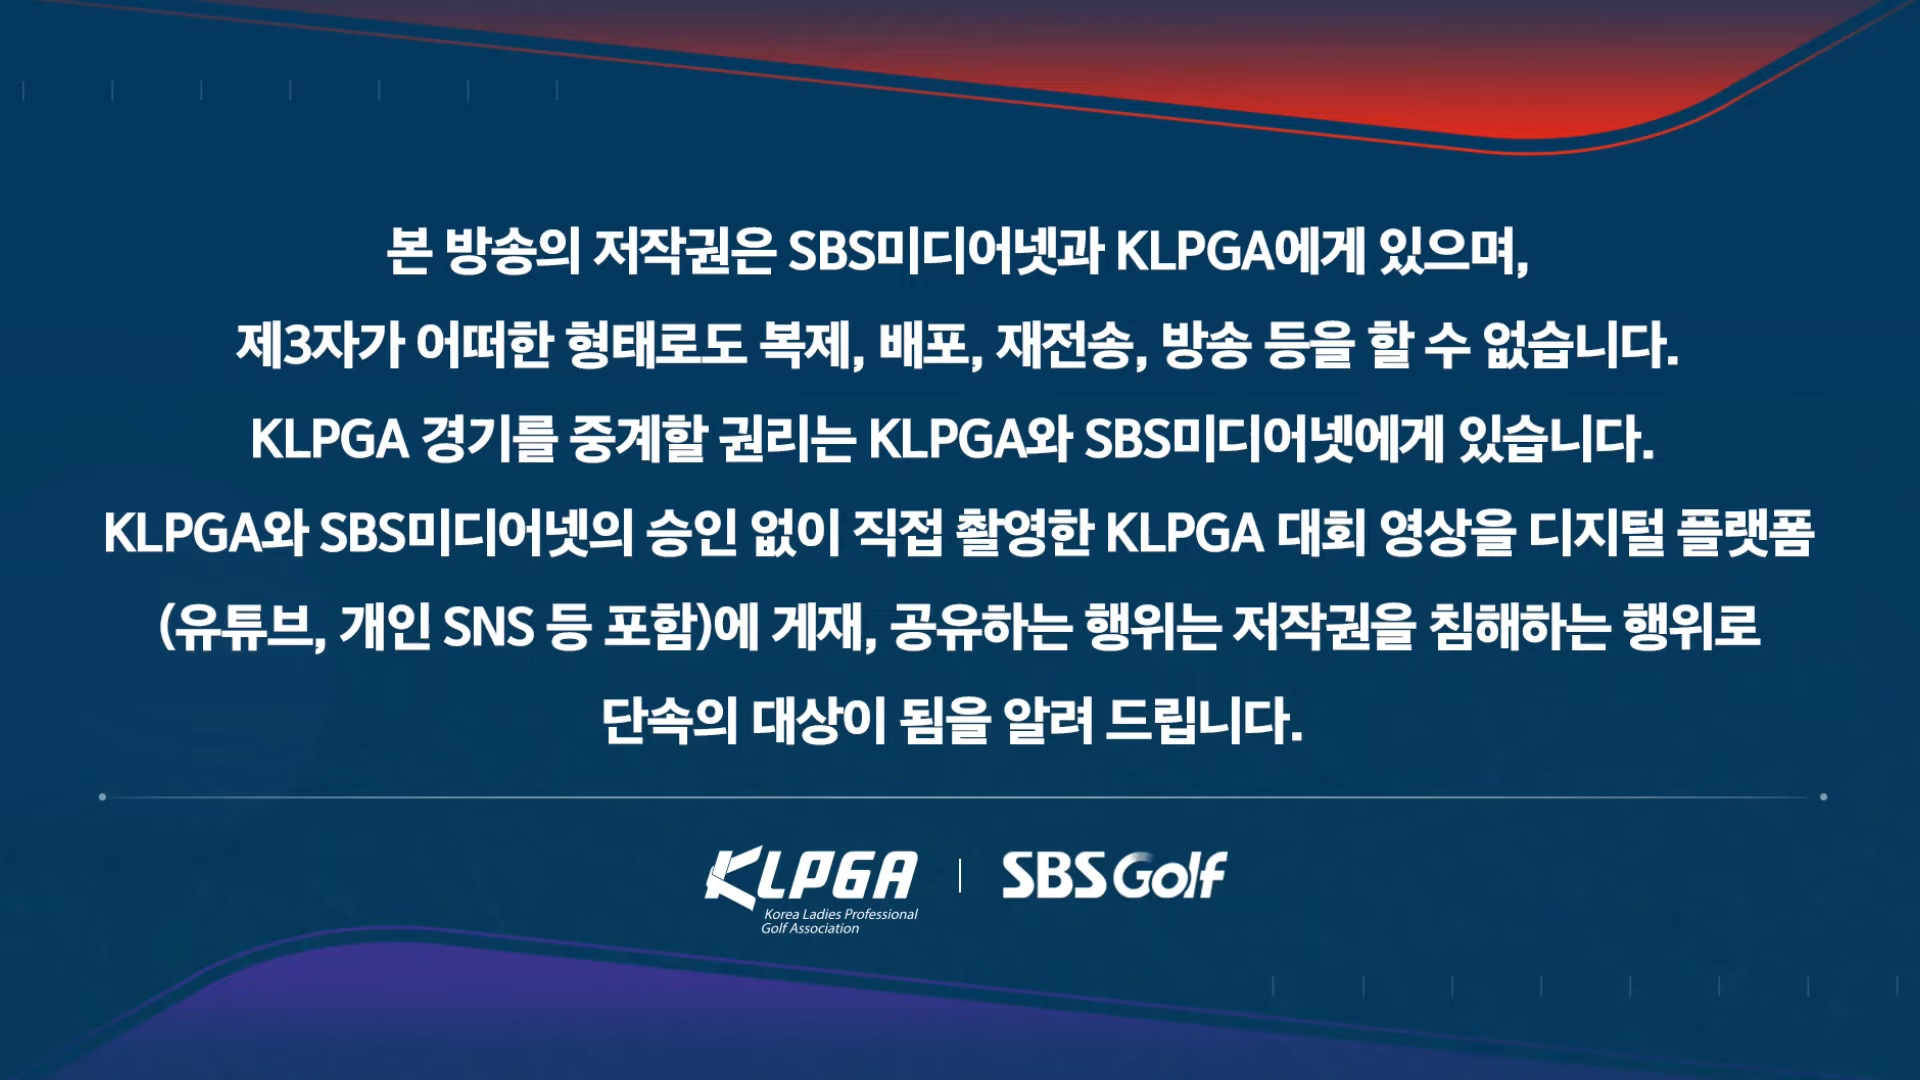 본 방송의 저작권은 SBS미디어넷과 KLPGA에게 있으며,
제3자가 어떠한 형태로도 복제, 배포, 재전송, 방송 등을 할 수 없습니다.
KLPGA 경기를 중계할 권리는 KLPGA와 SBS미디어넷에게 있습니다.
KLPGA와 SBS미디어넷의 승인 없이 직접 촬영한 KLPGA 대회 영상을 디지털 플랫폼
(유튜브, 개인 SNS 등 포함)에 게재, 공유하는 행위는 저작권을 침해하는 행위로
단속의 대상이 됨을 알려 드립니다.
KLPGA
Korea Ladies Professional
Golf Association
SBS Golf